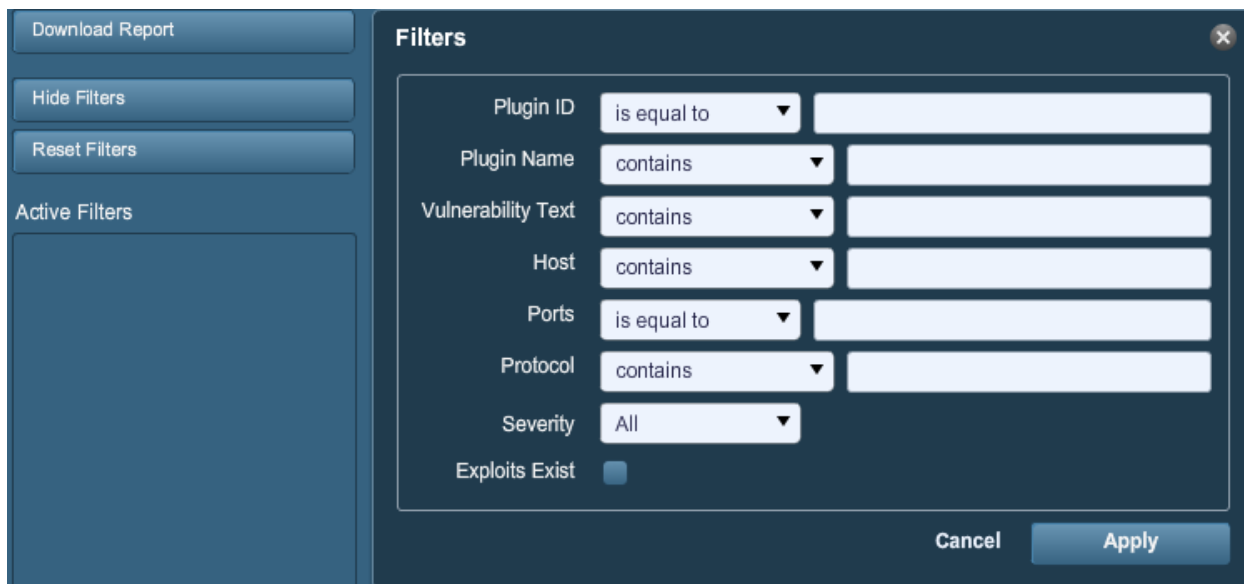 Download Report
Hide Filters
Reset Filters
Active Filters
Filters
Plugin ID is equal to
Plugin Name contains
Vulnerability Text contains
Host contains
Ports is equal to
Protocol contains
Severity All
Exploits Exist
Cancel Apply